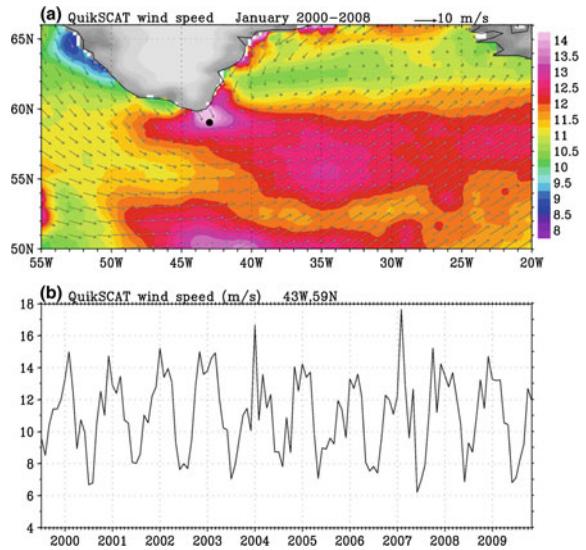 (a) QuikSCAT wind speed January 2000-2008 10 m/s
65N
60N
55N
50N
55W 50W 45W 40W 35W 30W 25W 20W
14
13.5
13
12.5
12
11.5
11
10.5
10
9.5
9
8.5
8
(b) QuikSCAT wind speed (m/s) 43W,59N
18
16
14
12
10
8
6
4
2000 2001 2002 2003 2004 2005 2006 2007 2008 2009